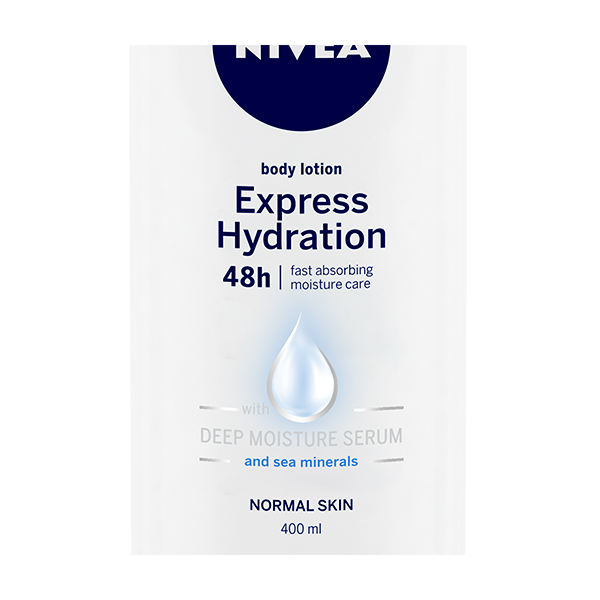 NIVEA
body lotion
Express
Hydration
48h | fast absorbing
moisture care
with
DEEP MOISTURE SERUM
and sea minerals
NORMAL SKIN
400 ml